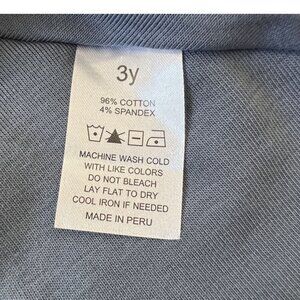 3y
96% COTTON
4% SPANDEX
MACHINE WASH COLD
WITH LIKE COLORS
DO NOT BLEACH
LAY FLAT TO DRY
COOL IRON IF NEEDED
MADE IN PERU